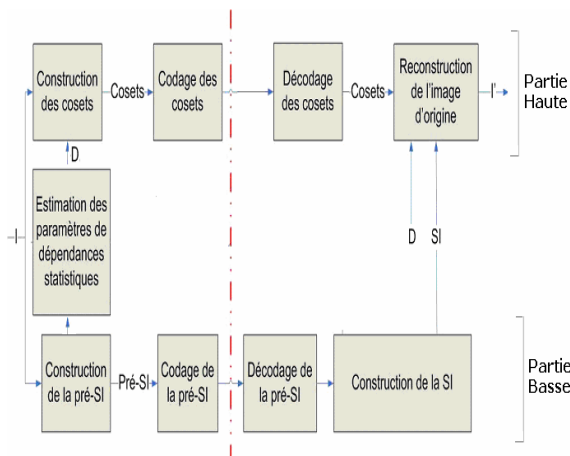 Construction
des cosets
Cosets
Codage des
cosets
Décodage
des cosets
Cosets
Reconstruction
de l'image
d'origine
I'
Partie
Haute
D
Estimation des
paramètres de
dépendances
statistiques
I
D
SI
Construction
de la pré-SI
Pré-SI
Codage de
la pré-SI
Décodage de
la pré-SI
Construction de la SI
Partie
Basse